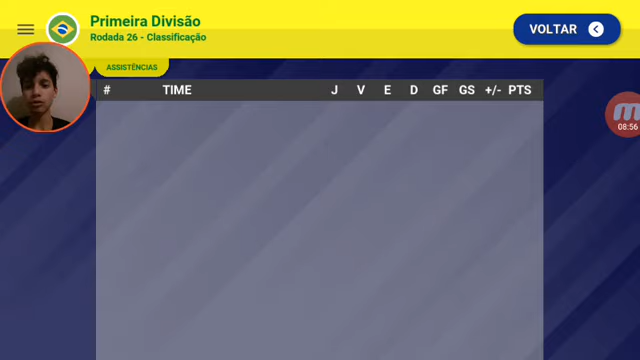 Primeira Divisão
Rodada 26 - Classificação
VOLTAR
ASSISTÊNCIAS
# TIME J V E D GF GS +/- PTS
08:56